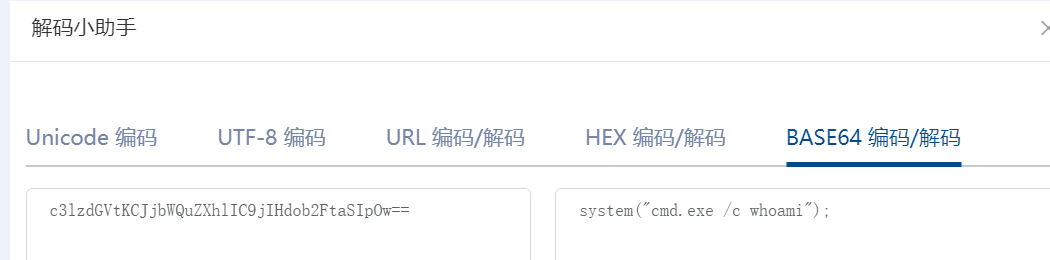 解码小助手
Unicode 编码 UTF-8 编码 URL 编码/解码 HEX 编码/解码 BASE64 编码/解码
c3lzdGVtKCJjbWQuZXhlIC9jIHdob2FtaSIpOw==
system("cmd.exe /c whoami");